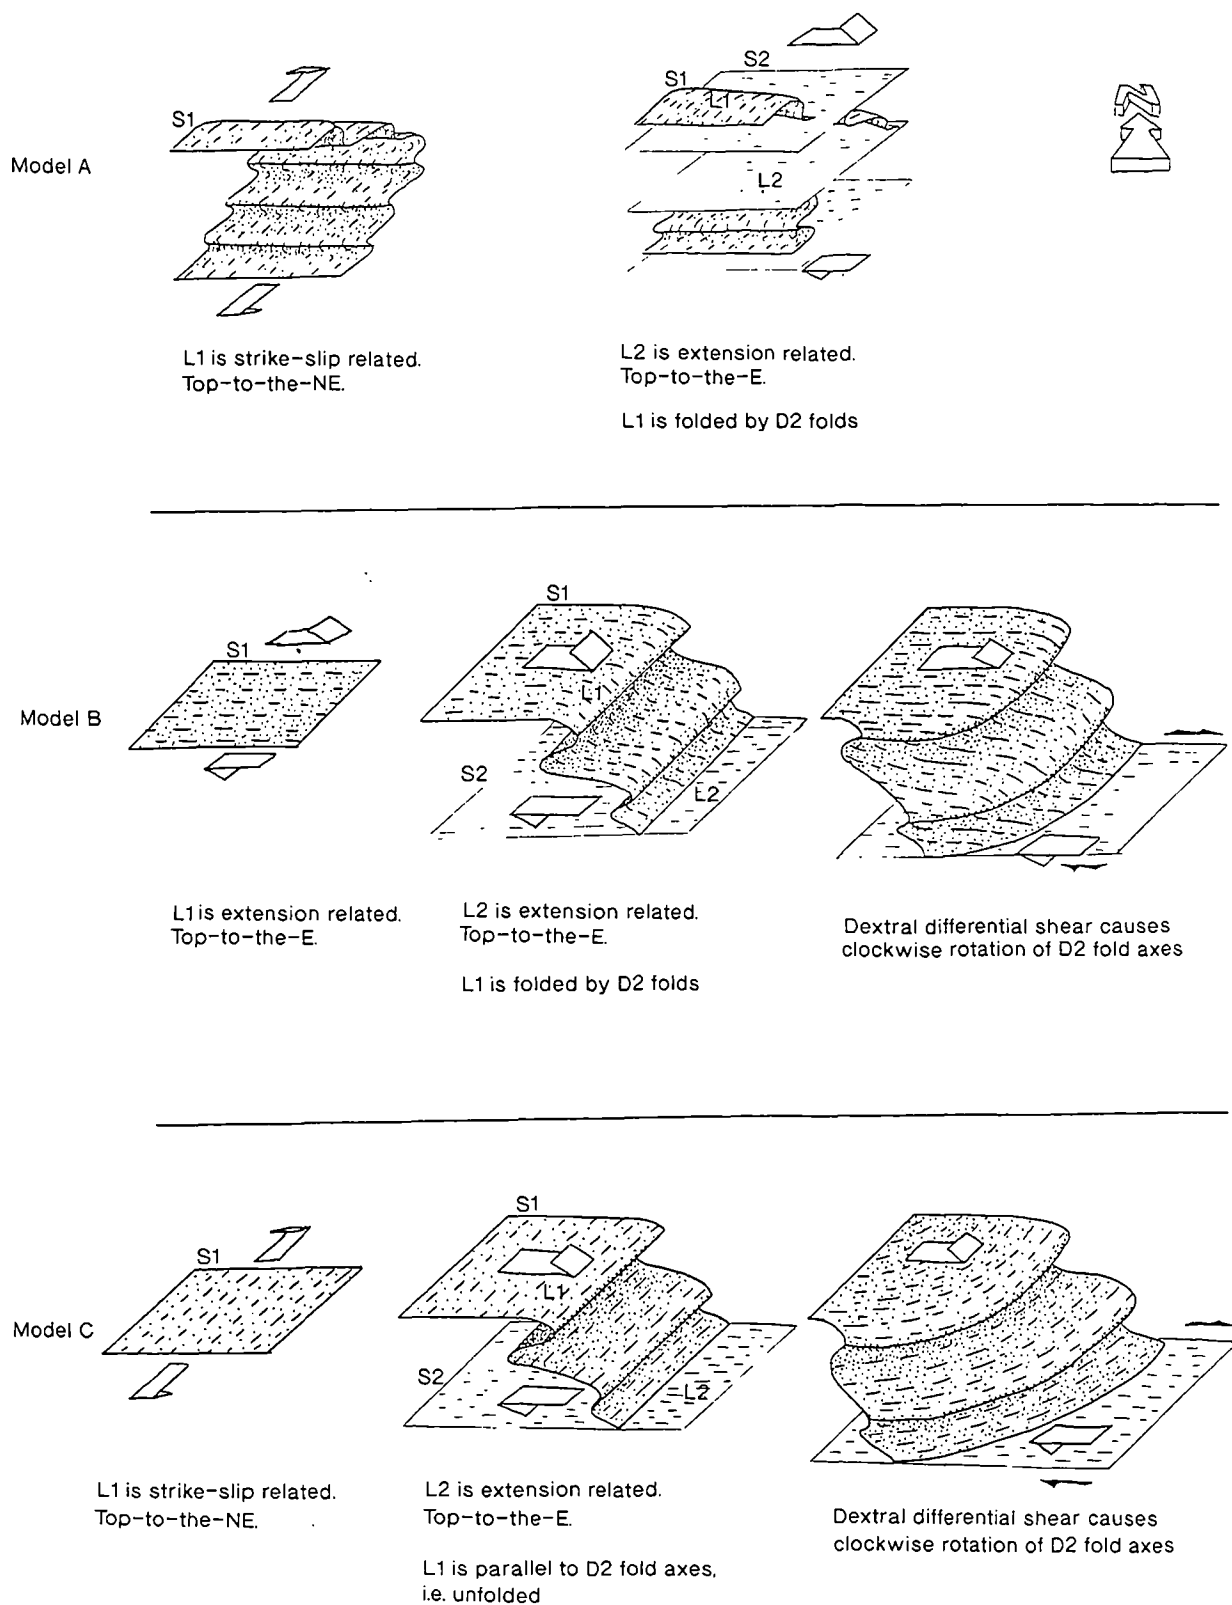 S1
S2
S1
L1
Model A
L2
N
L1 is strike-slip related.
Top-to-the-NE.
L2 is extension related.
Top-to-the-E.
L1 is folded by D2 folds
S1
S1
L1
Model B
S2
L2
L1 is extension related.
Top-to-the-E.
L2 is extension related.
Top-to-the-E.
L1 is folded by D2 folds
Dextral differential shear causes
clockwise rotation of D2 fold axes
S1
S1
L1
Model C
S2
L2
L1 is strike-slip related.
Top-to-the-NE.
L2 is extension related.
Top-to-the-E.
L1 is parallel to D2 fold axes,
i.e. unfolded
Dextral differential shear causes
clockwise rotation of D2 fold axes